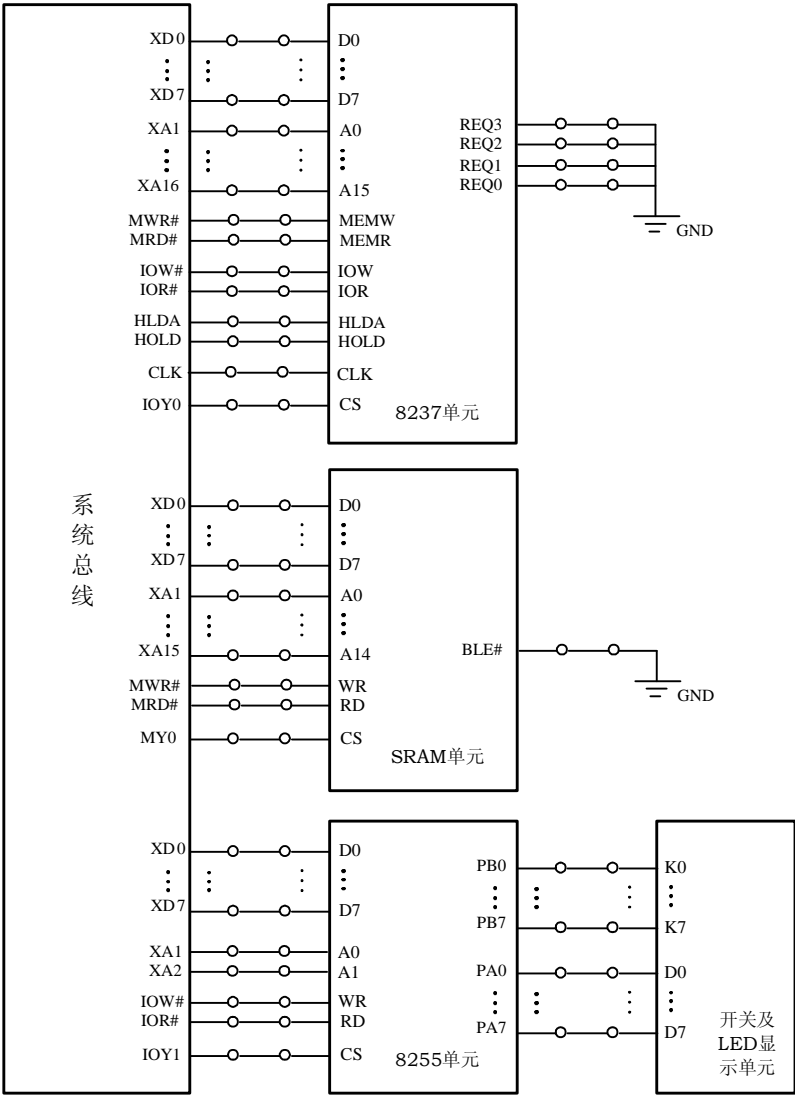 XD0 D0
XD7 D7
XA1 A0
XA16 A15
MWR# MEMW
MRD# MEMR
IOW# IOW
IOR# IOR
HLDA HLDA
HOLD HOLD
CLK CLK
IOY0 CS
8237单元
REQ3
REQ2
REQ1
REQ0
GND
系统总线
XD0 D0
XD7 D7
XA1 A0
XA15 A14
MWR# WR
MRD# RD
MY0 CS
SRAM单元
BLE#
GND
XD0 D0
XD7 D7
XA1 A0
XA2 A1
IOW# WR
IOR# RD
IOY1 CS
8255单元
PB0 K0
PB7 K7
PA0 D0
PA7 D7
开关及
LED显
示单元